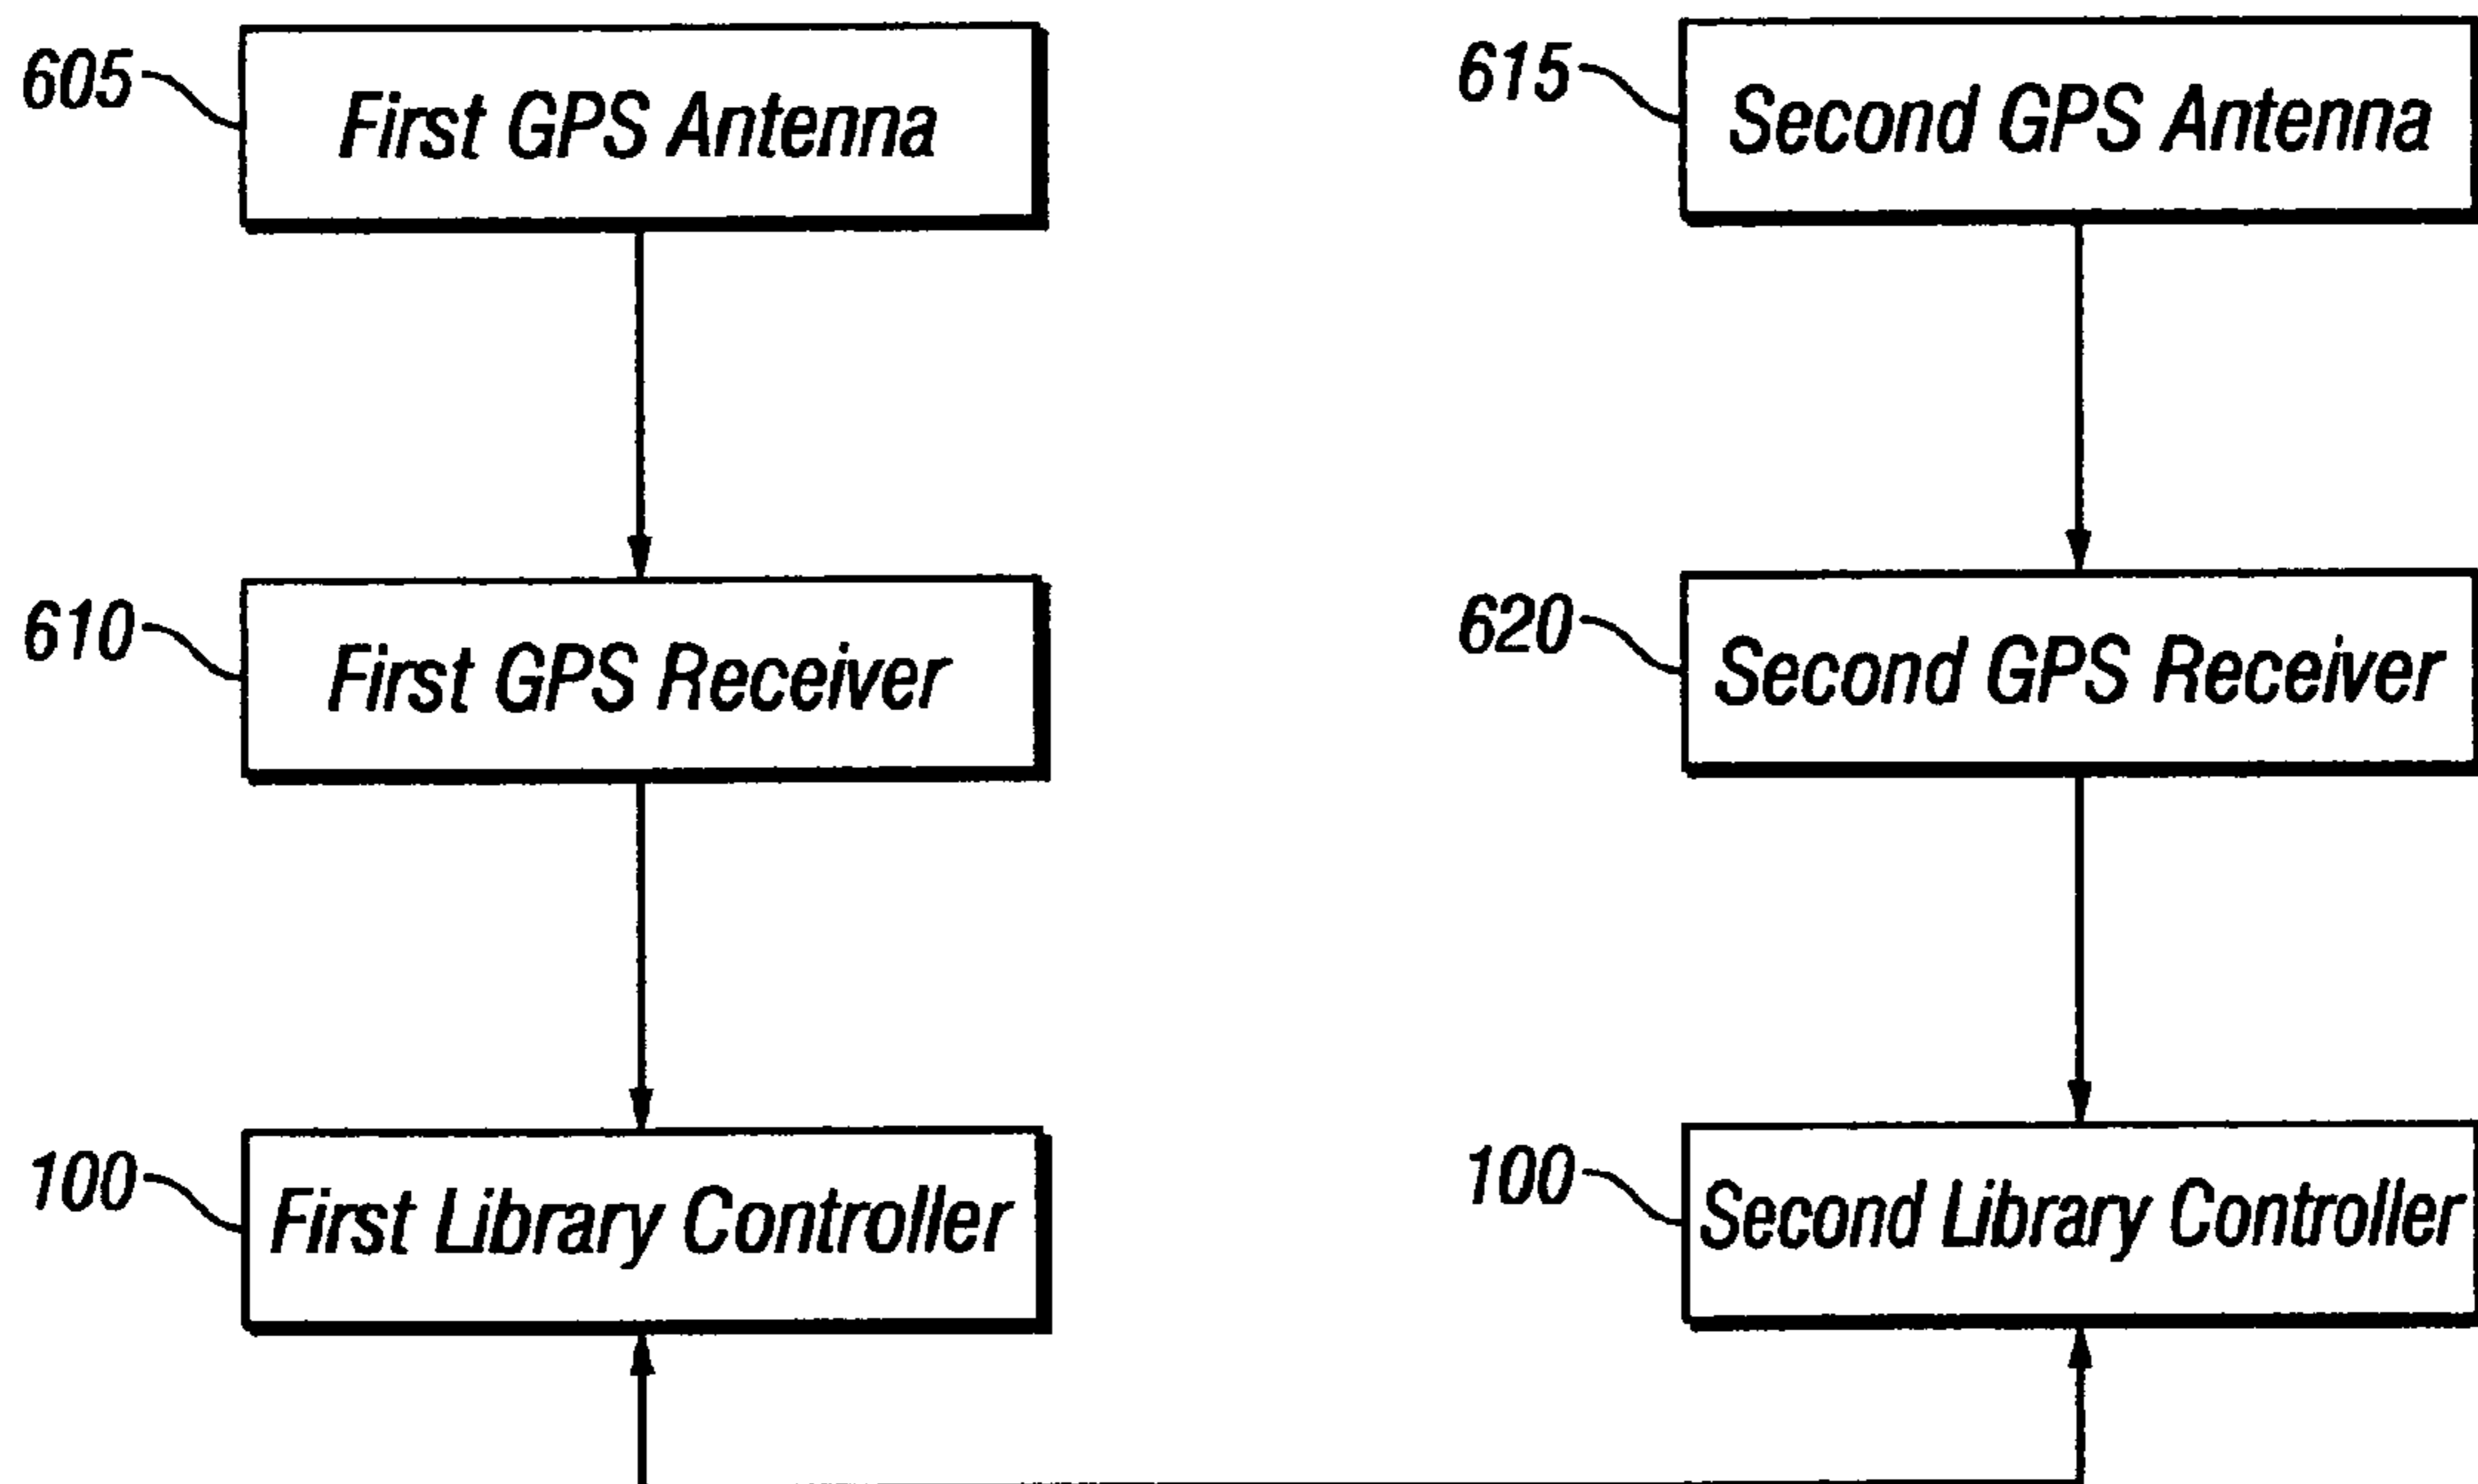 605
First GPS Antenna
615
Second GPS Antenna
610
First GPS Receiver
620
Second GPS Receiver
100
First Library Controller
100
Second Library Controller